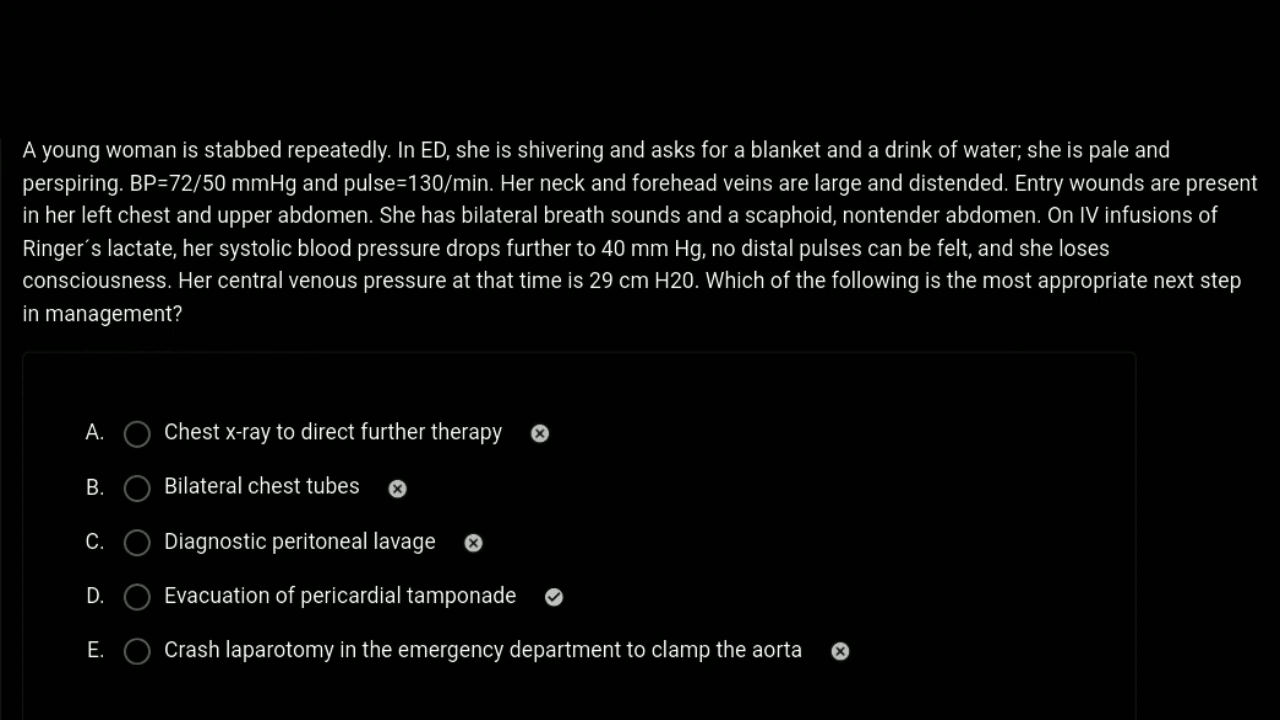 A young woman is stabbed repeatedly. In ED, she is shivering and asks for a blanket and a drink of water; she is pale and
perspiring. BP=72/50 mmHg and pulse=130/min. Her neck and forehead veins are large and distended. Entry wounds are present
in her left chest and upper abdomen. She has bilateral breath sounds and a scaphoid, nontender abdomen. On IV infusions of
Ringer´s lactate, her systolic blood pressure drops further to 40 mm Hg, no distal pulses can be felt, and she loses
consciousness. Her central venous pressure at that time is 29 cm H20. Which of the following is the most appropriate next step
in management?
A. Chest x-ray to direct further therapy
B. Bilateral chest tubes
C. Diagnostic peritoneal lavage
D. Evacuation of pericardial tamponade
E. Crash laparotomy in the emergency department to clamp the aorta